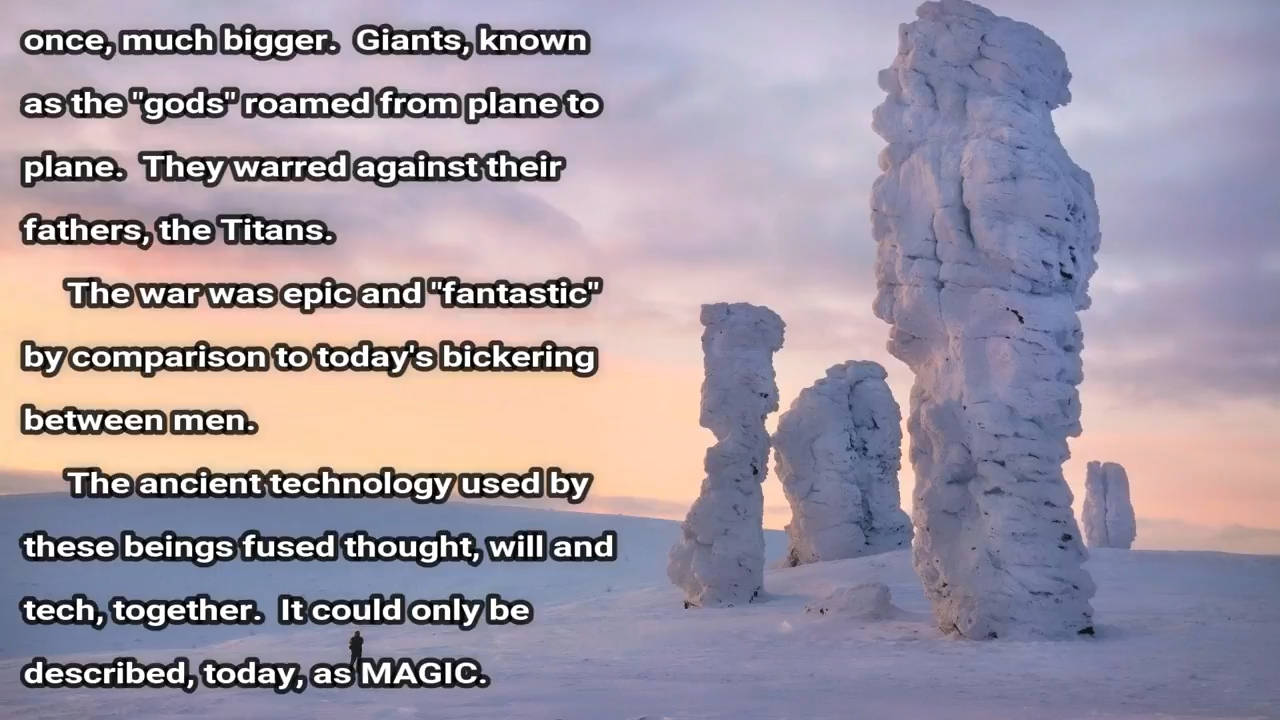 once, much bigger. Giants, known
as the "gods" roamed from plane to
plane. They warred against their
fathers, the Titans.
The war was epic and "fantastic"
by comparison to today's bickering
between men.
The ancient technology used by
these beings fused thought, will and
tech, together. It could only be
described, today, as MAGIC.